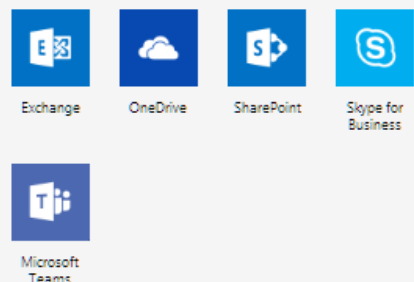 Exchange
OneDrive
SharePoint
Skype for
Business
Microsoft
Teams